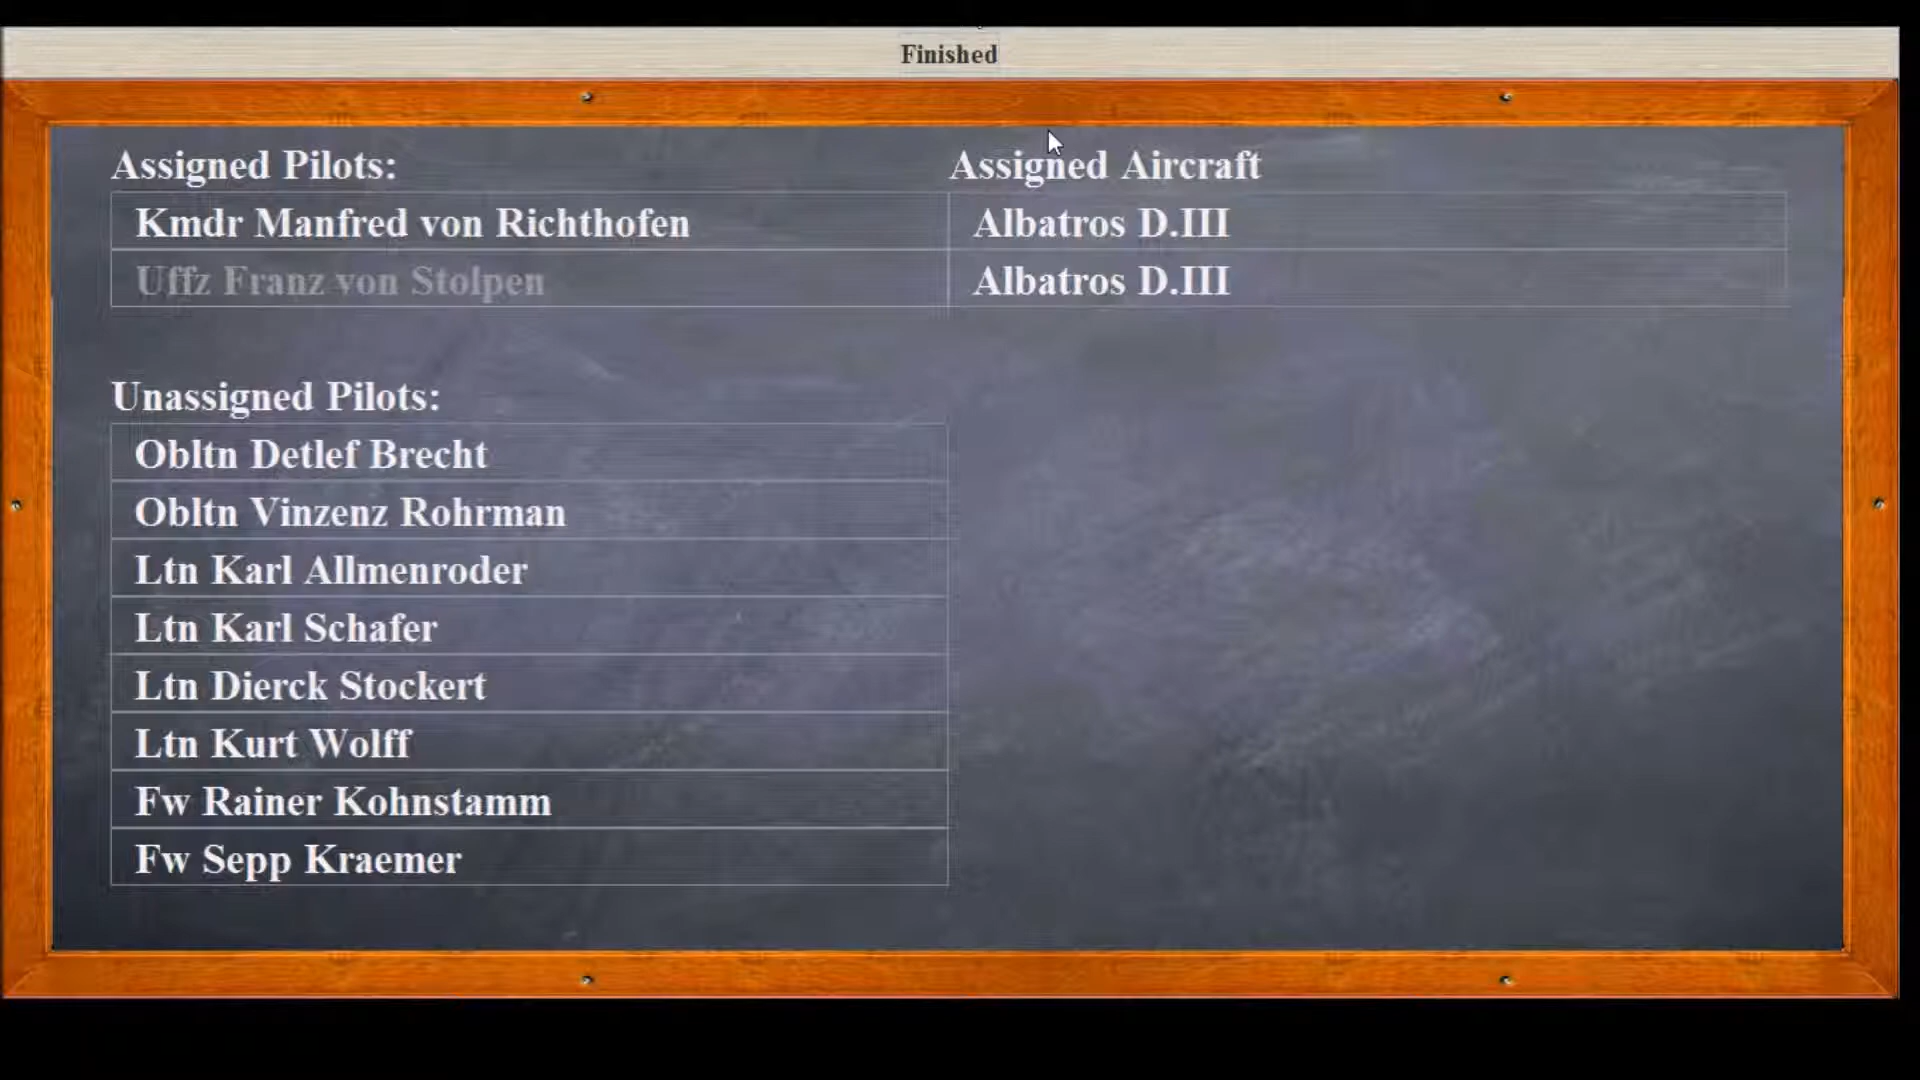 Finished
Assigned Pilots: Assigned Aircraft
Kmdr Manfred von Richthofen Albatros D.III
Uffz Franz von Stolpen Albatros D.III
Unassigned Pilots:
Obltn Detlef Brecht
Obltn Vinzenz Rohrman
Ltn Karl Allmenroder
Ltn Karl Schafer
Ltn Dierck Stockert
Ltn Kurt Wolff
Fw Rainer Kohnstamm
Fw Sepp Kraemer